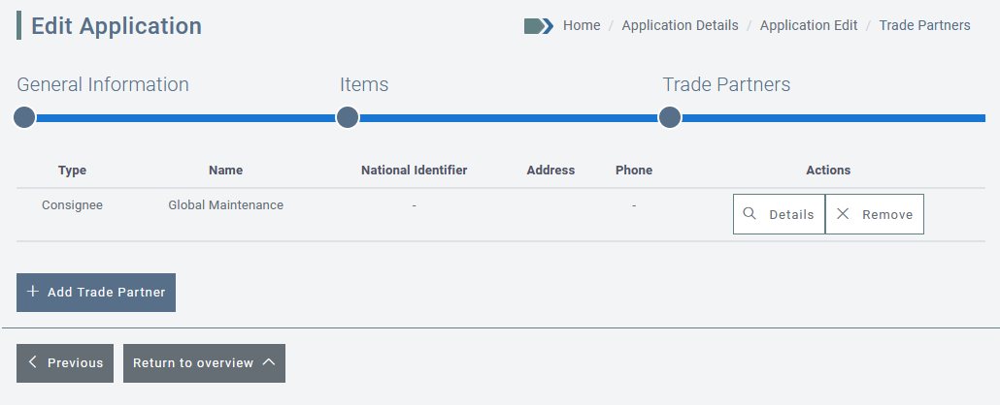 Edit Application
Home / Application Details / Application Edit / Trade Partners
General Information Items Trade Partners
Type Name National Identifier Address Phone Actions
Consignee Global Maintenance - - Details Remove
+ Add Trade Partner
Previous Return to overview